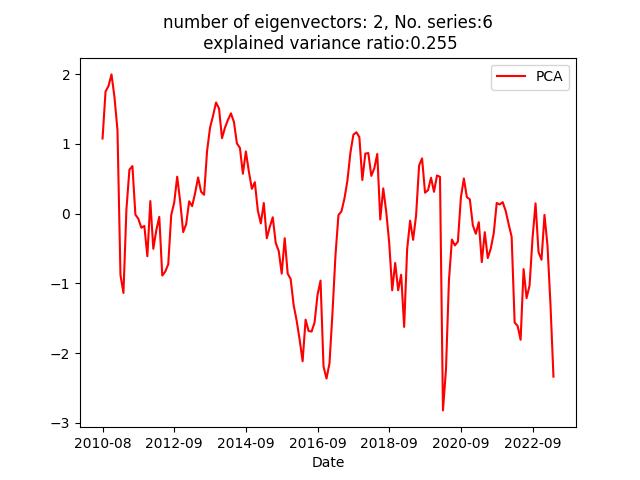 number of eigenvectors: 2, No. series:6
explained variance ratio:0.255
PCA
2
1
0
−1
−2
−3
2010-08 2012-09 2014-09 2016-09 2018-09 2020-09 2022-09
Date